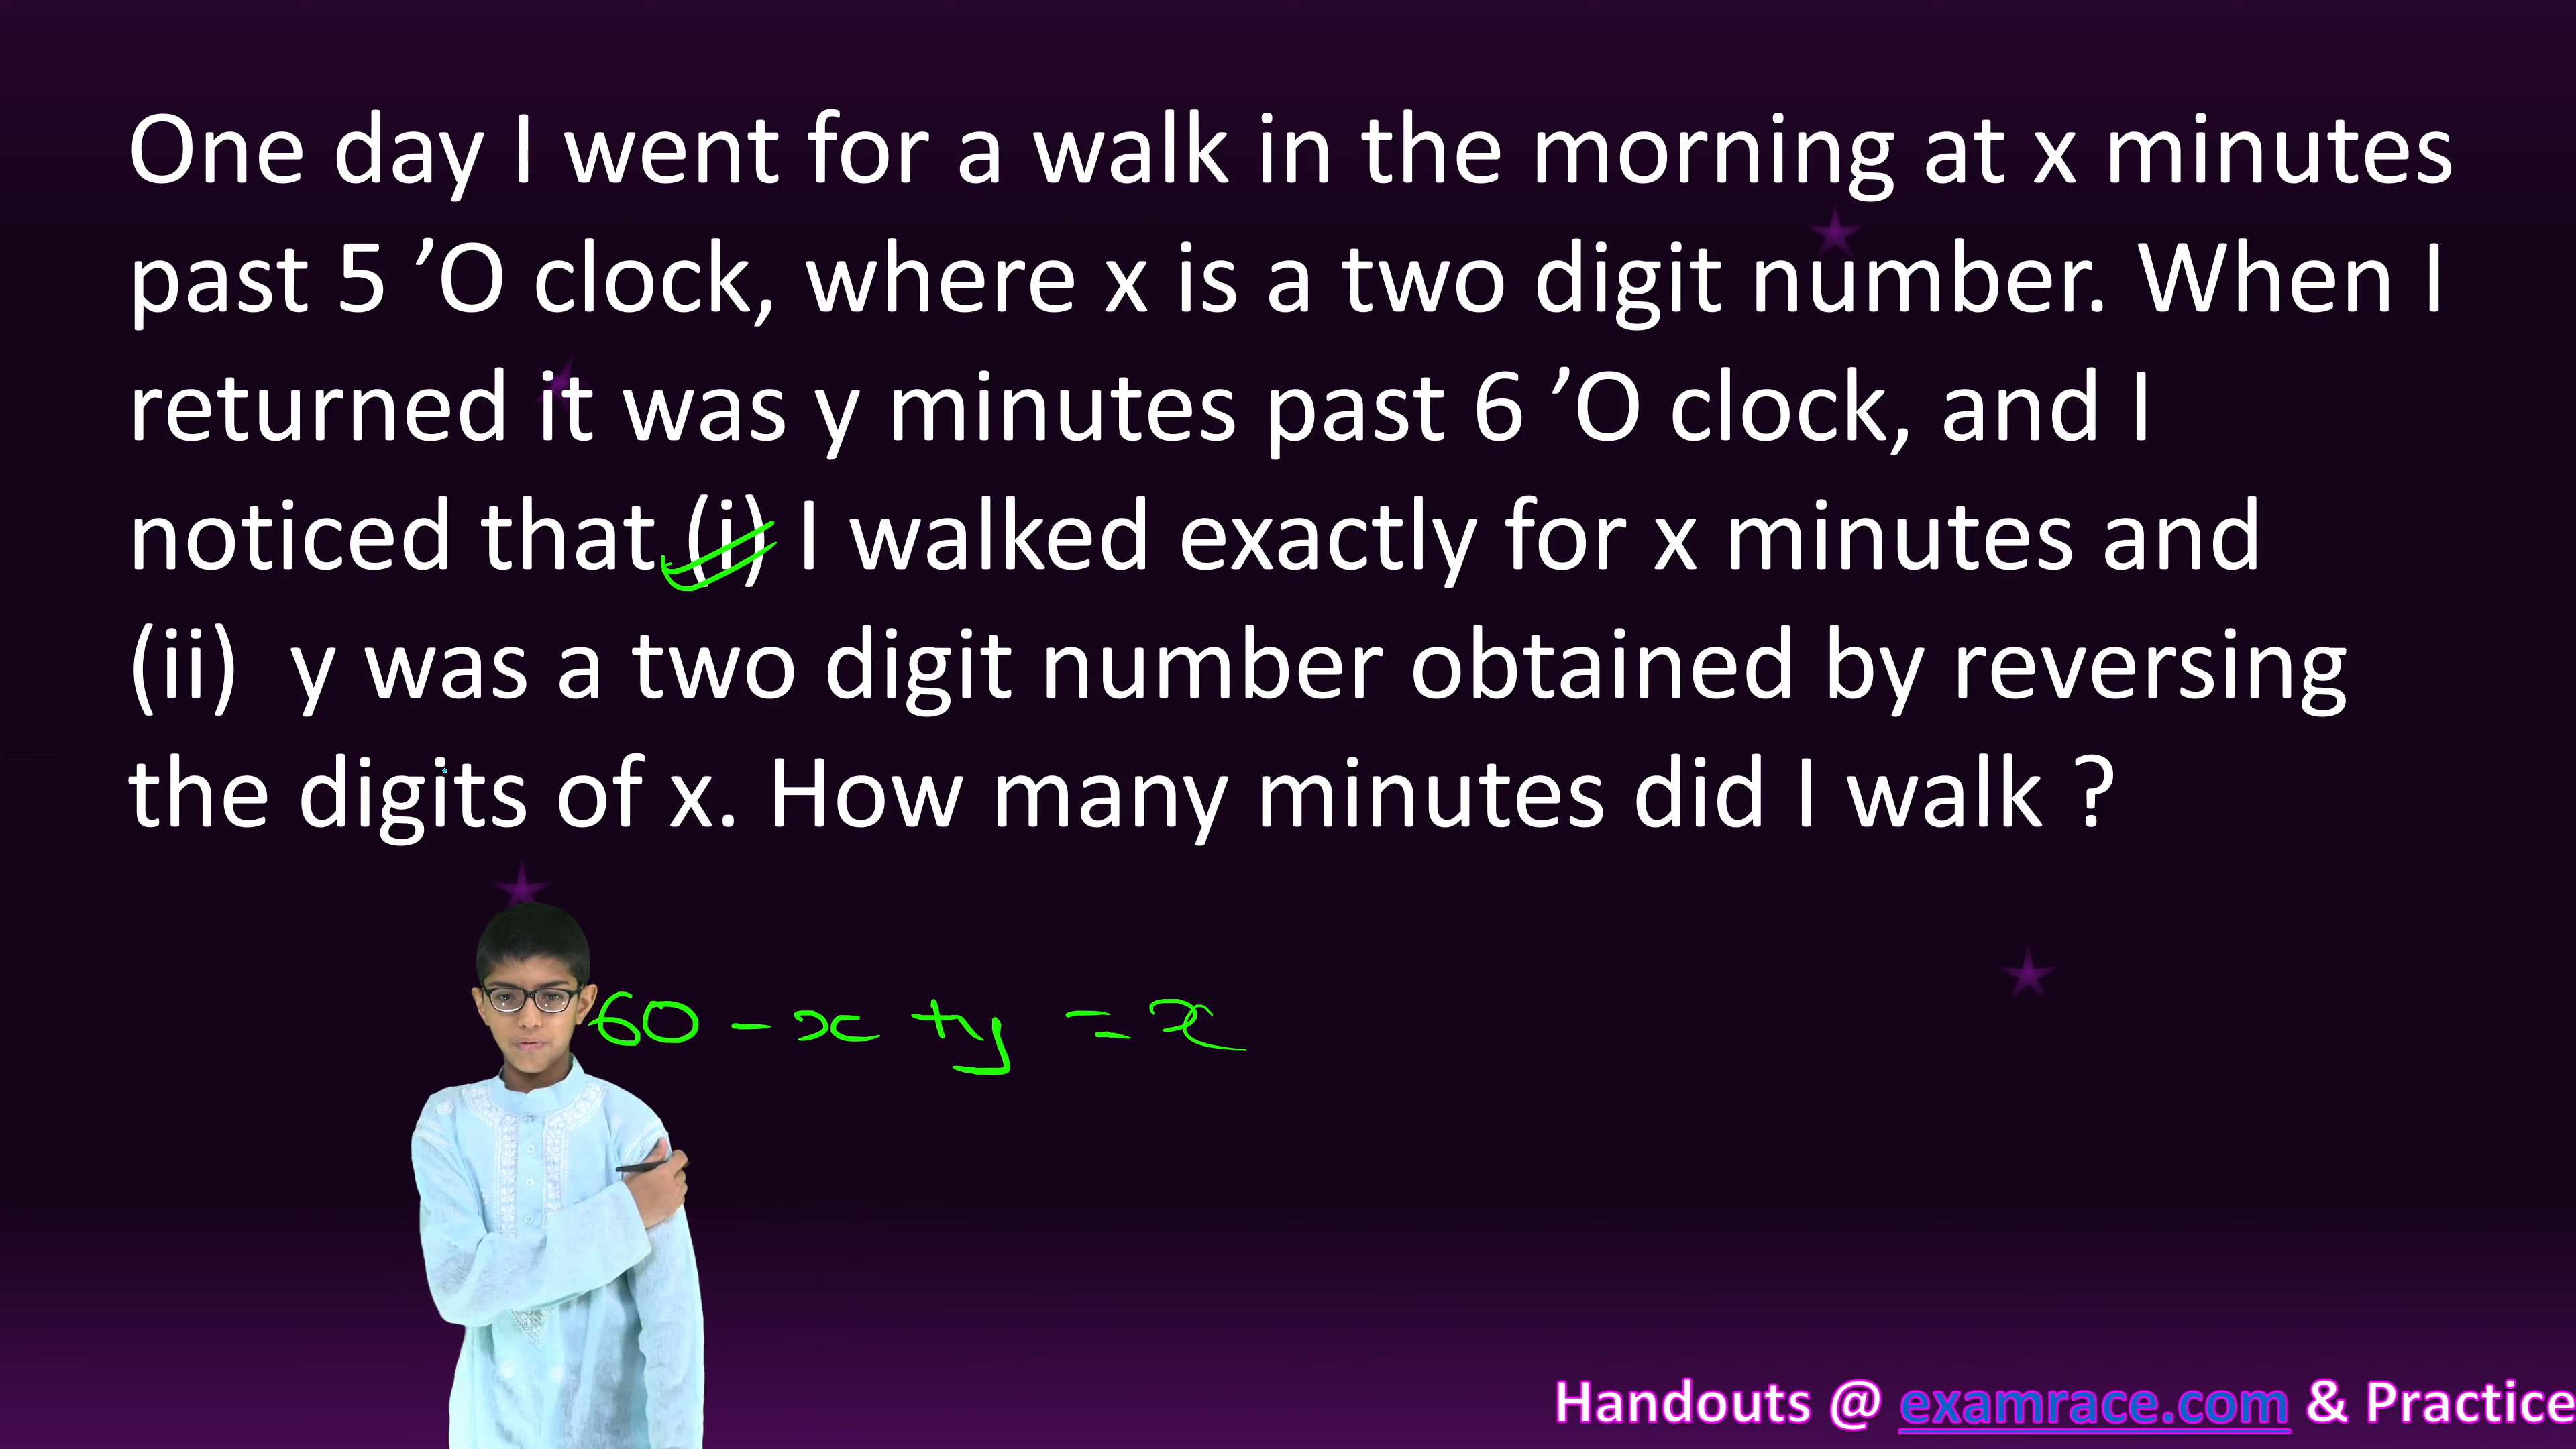 One day I went for a walk in the morning at x minutes
past 5 ’O clock, where x is a two digit number. When I
returned it was y minutes past 6 ’O clock, and I
noticed that (i) I walked exactly for x minutes and
(ii) y was a two digit number obtained by reversing
the digits of x. How many minutes did I walk ?
60 - x + y = x
Handouts @ examrace.com & Practice